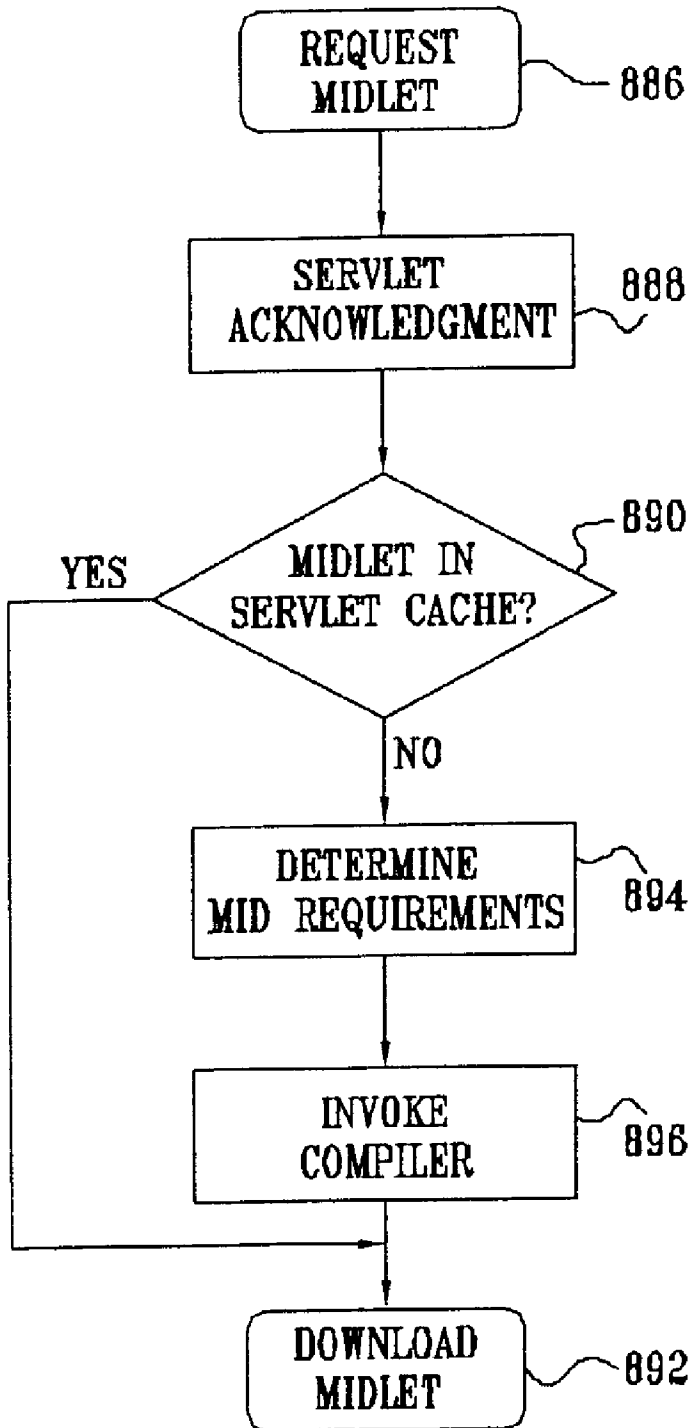 REQUEST
MIDLET
886
SERVLET
ACKNOWLEDGMENT
888
MIDLET IN
SERVLET CACHE?
890
YES
NO
DETERMINE
MID REQUIREMENTS
894
INVOKE
COMPILER
896
DOWNLOAD
MIDLET
892